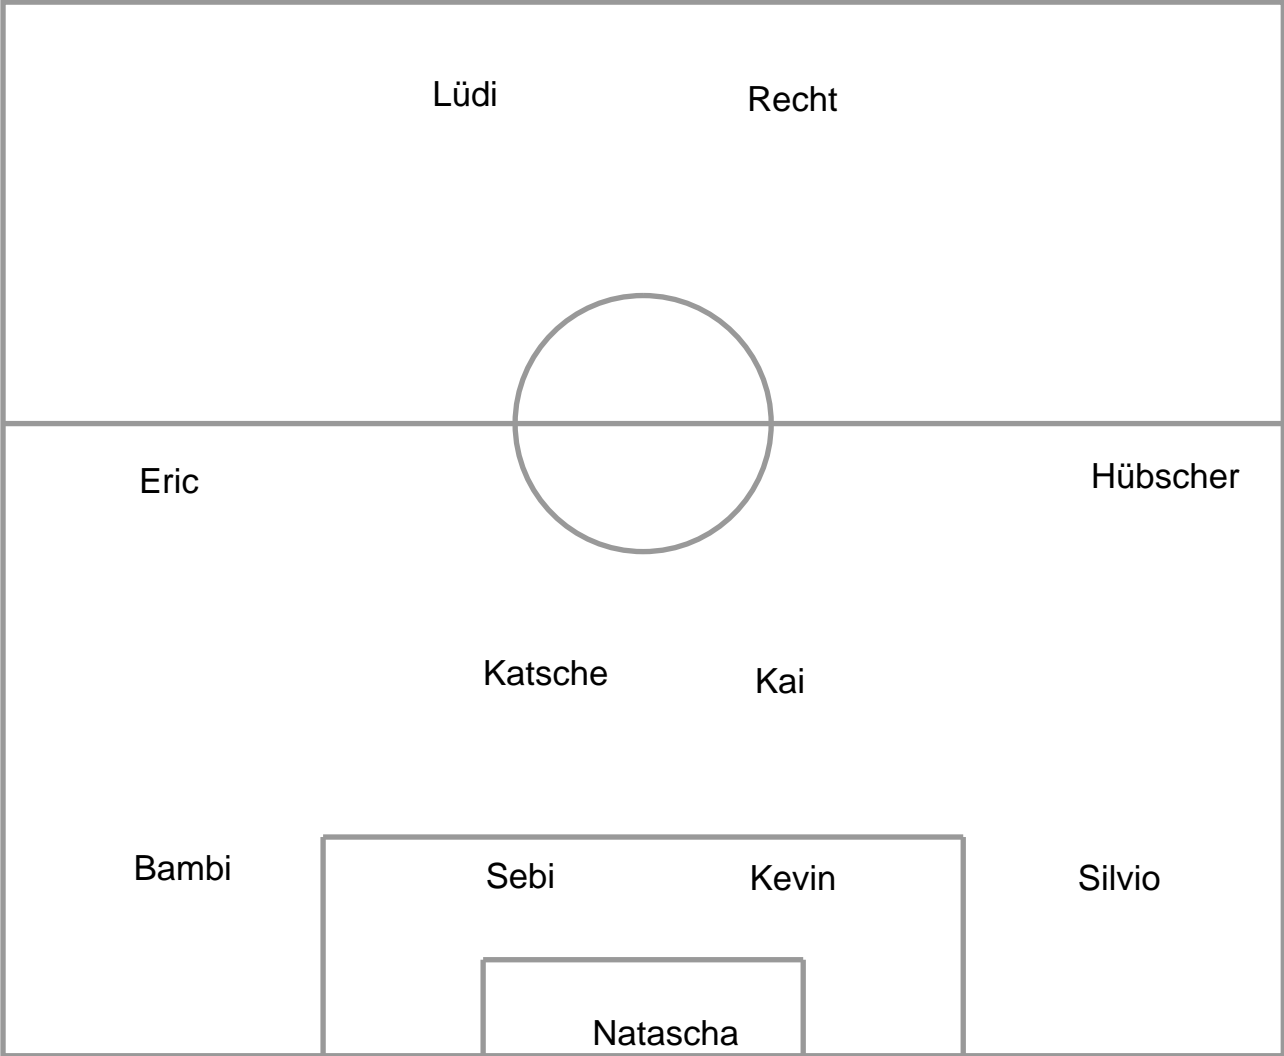 Lüdi
Recht
Eric
Hübscher
Katsche
Kai
Bambi
Sebi
Kevin
Silvio
Natascha